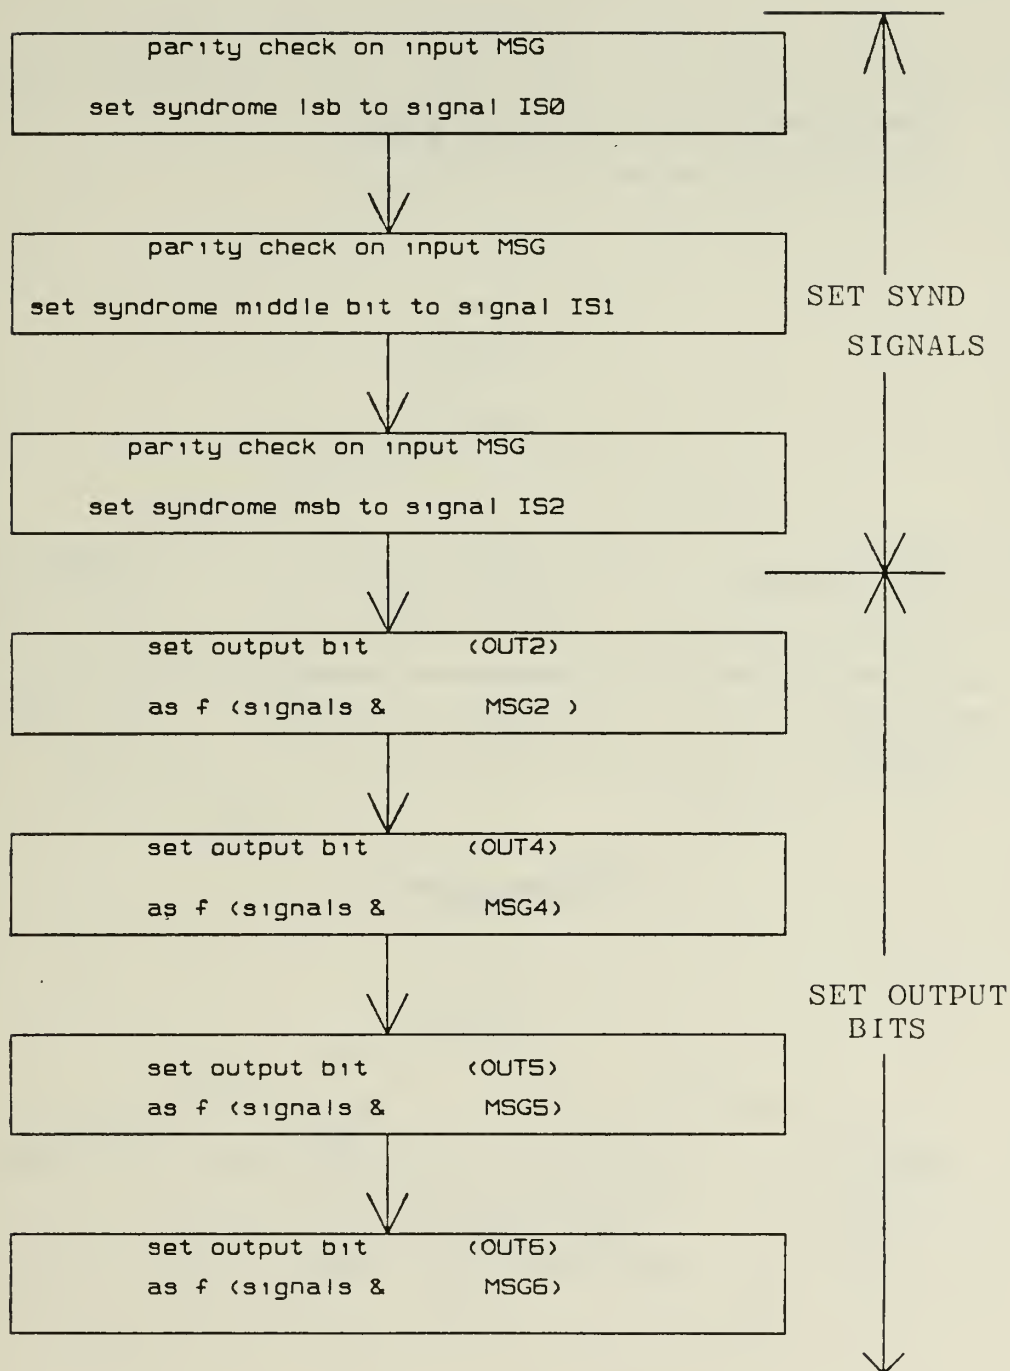 parity check on input MSG
set syndrome lsb to signal IS0
parity check on input MSG
set syndrome middle bit to signal IS1
parity check on input MSG
set syndrome msb to signal IS2
SET SYND
SIGNALS
set output bit (OUT2)
as f (signals & MSG2 )
set output bit (OUT4)
as f (signals & MSG4)
set output bit (OUT5)
as f (signals & MSG5)
set output bit (OUT6)
as f (signals & MSG6)
SET OUTPUT
BITS